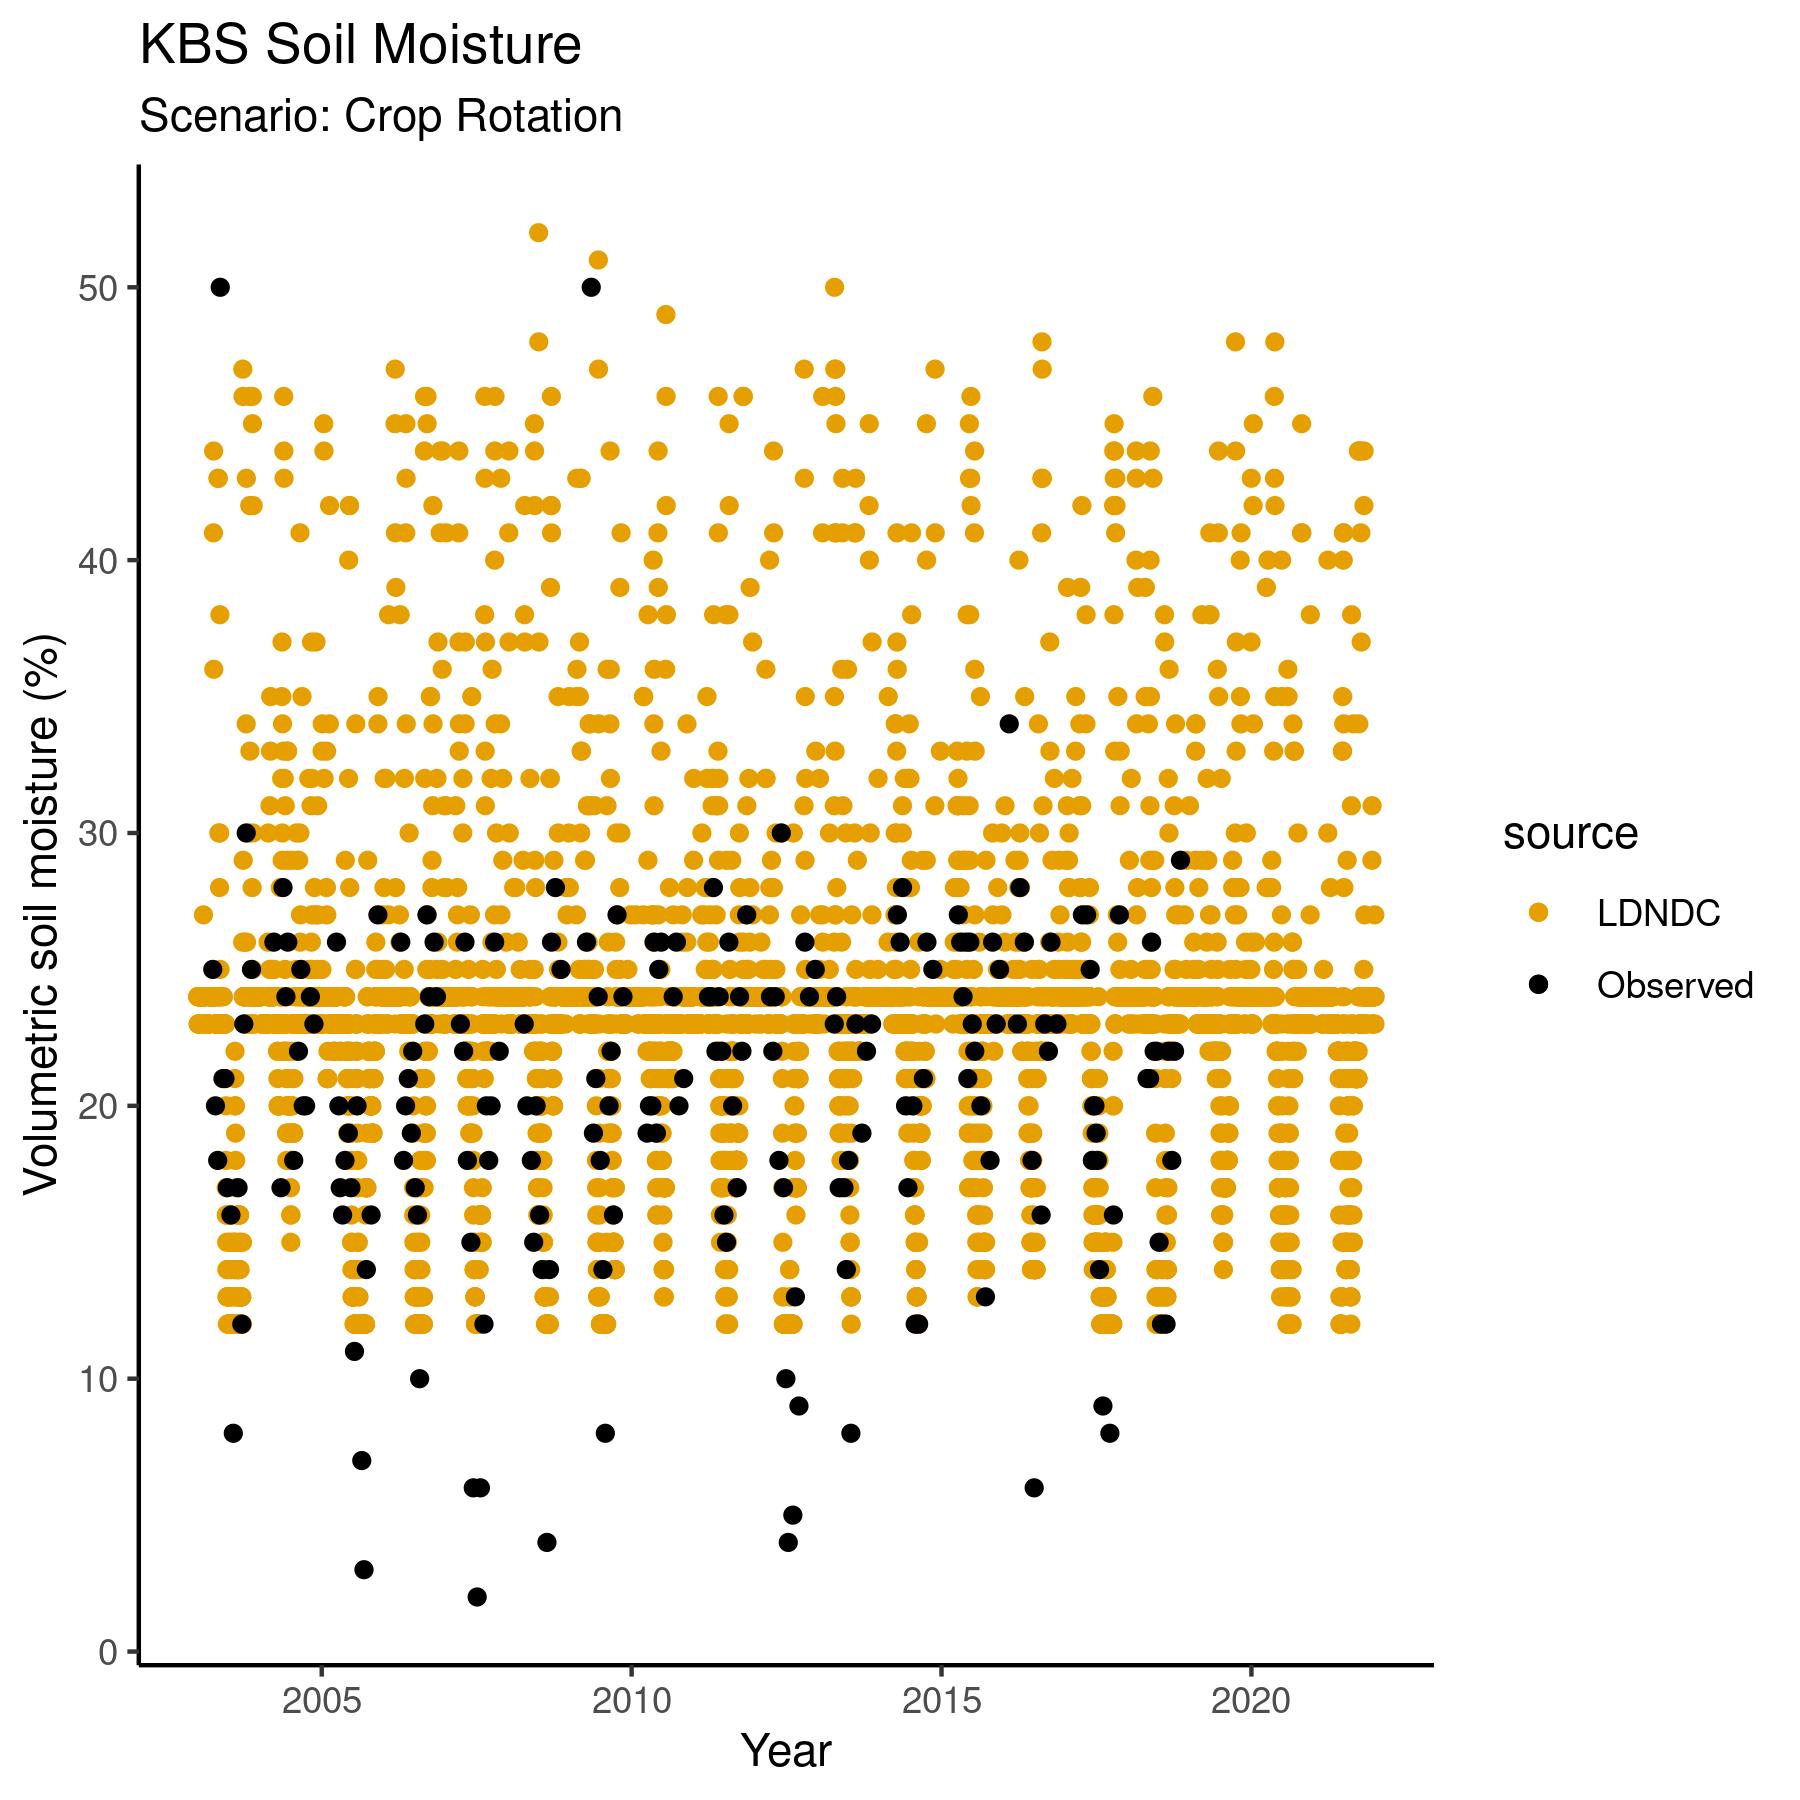 KBS Soil Moisture
Scenario: Crop Rotation
Volumetric soil moisture (%)
50
40
30
20
10
0
2005 2010 2015 2020
Year
source
LDNDC
Observed